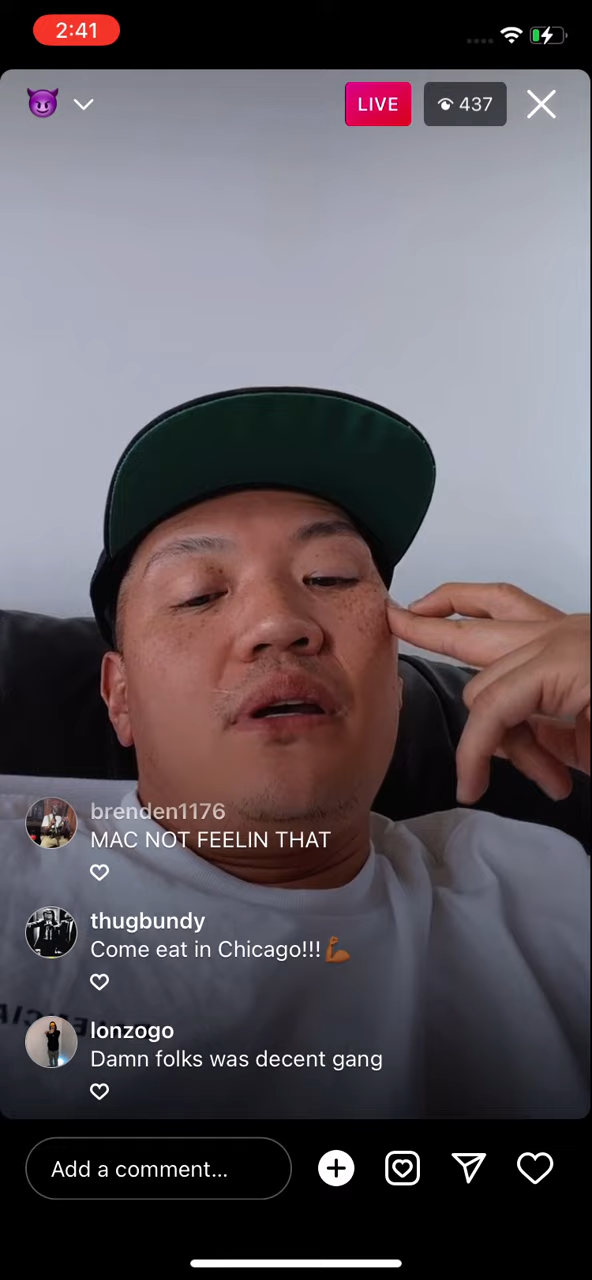 2:41
LIVE
437
brenden1176
MAC NOT FEELIN THAT
thugbundy
Come eat in Chicago!!!💪
lonzogo
Damn folks was decent gang
Add a comment...